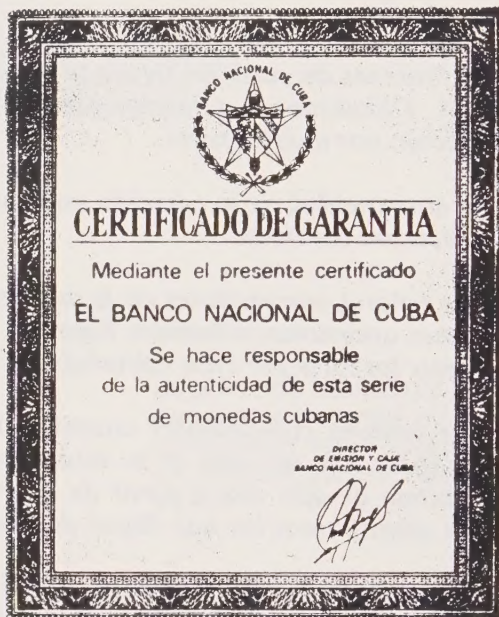 BANCO NACIONAL DE CUBA
CERTIFICADO DE GARANTIA
Mediante el presente certificado
EL BANCO NACIONAL DE CUBA
Se hace responsable
de la autenticidad de esta serie
de monedas cubanas
DIRECTOR
DE EMISION Y CAJA
BANCO NACIONAL DE CUBA